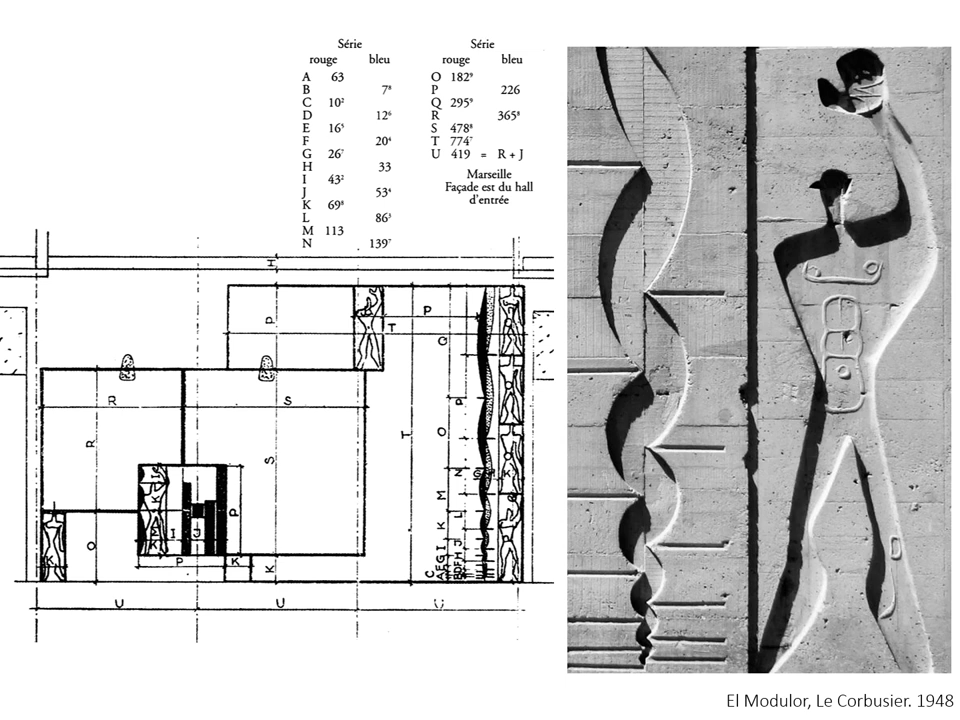 Série
rouge bleu
A 63
B 7⁸
C 10²
D 12⁶
E 16⁵
F 20⁴
G 26⁷
H 33
I 43²
J 53⁴
K 69⁸
L 86³
M 113
N 139⁷
Série
rouge bleu
O 182⁹
P 226
Q 295⁹
R 365⁸
S 478⁸
T 774⁷
U 419 = R + J
Marseille
Façade est du hall
d'entrée
H
P
P
T
Q
R
S
P
R
S
T
O
N G K
K
M
P
L
I J
O
K
P K K
U U U
El Modulor, Le Corbusier. 1948